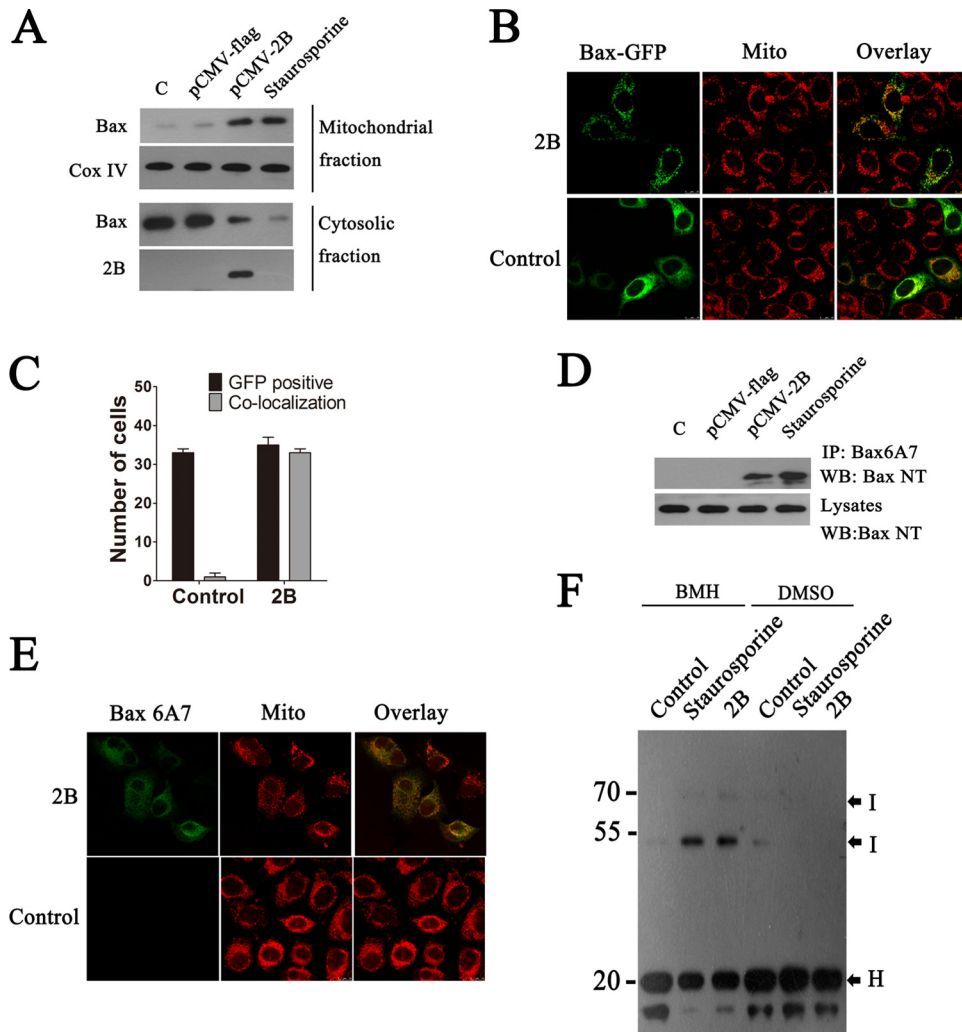 A
C
pCMV-flag
pCMV-2B
Staurosporine
Bax
Mitochondrial
fraction
Cox IV
Bax
Cytosolic
fraction
2B
B
Bax-GFP
Mito
Overlay
2B
Control
C
GFP positive
Co-localization
Number of cells
50
40
30
20
10
0
Control
2B
D
C
pCMV-flag
pCMV-2B
Staurosporine
IP: Bax6A7
WB: Bax NT
Lysates
WB:Bax NT
E
Bax 6A7
Mito
Overlay
2B
Control
F
BMH
DMSO
Control
Staurosporine
2B
Control
Staurosporine
2B
70
I
55
I
20
H